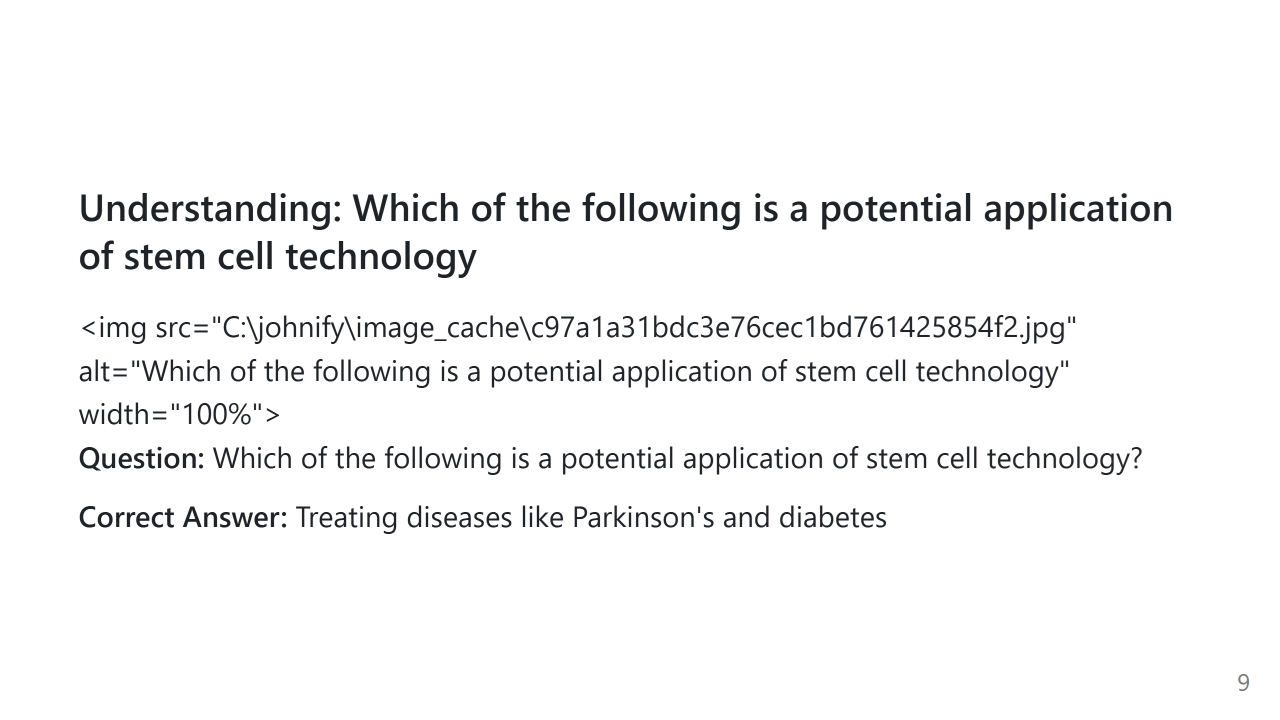 Understanding: Which of the following is a potential application
of stem cell technology
<img src="C:\johnify\image_cache\c97a1a31bdc3e76cec1bd761425854f2.jpg"
alt="Which of the following is a potential application of stem cell technology"
width="100%">
Question: Which of the following is a potential application of stem cell technology?
Correct Answer: Treating diseases like Parkinson's and diabetes
9